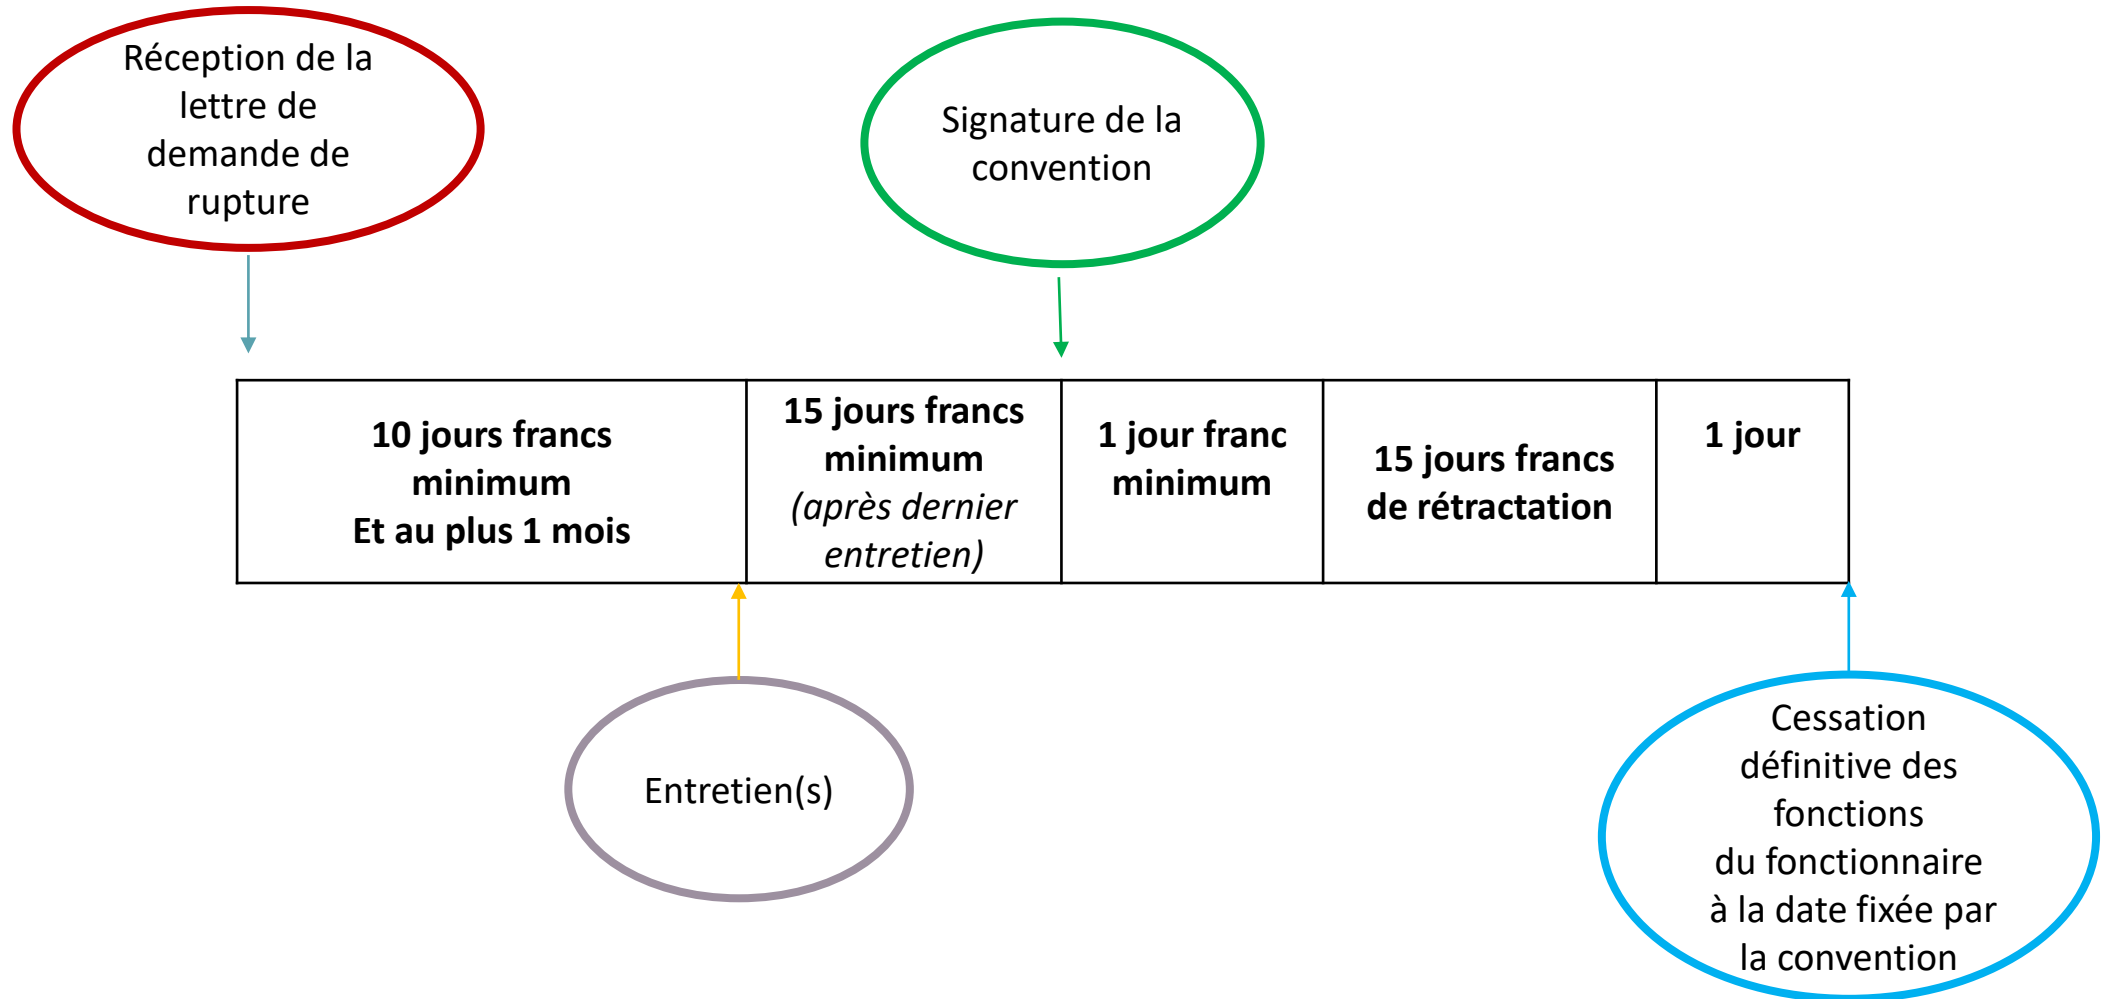 Réception de la
lettre de
demande de
rupture
Signature de la
convention
10 jours francs
minimum
Et au plus 1 mois
15 jours francs
minimum
(après dernier
entretien)
1 jour franc
minimum
15 jours francs
de rétractation
1 jour
Entretien(s)
Cessation
définitive des
fonctions
du fonctionnaire
à la date fixée par
la convention